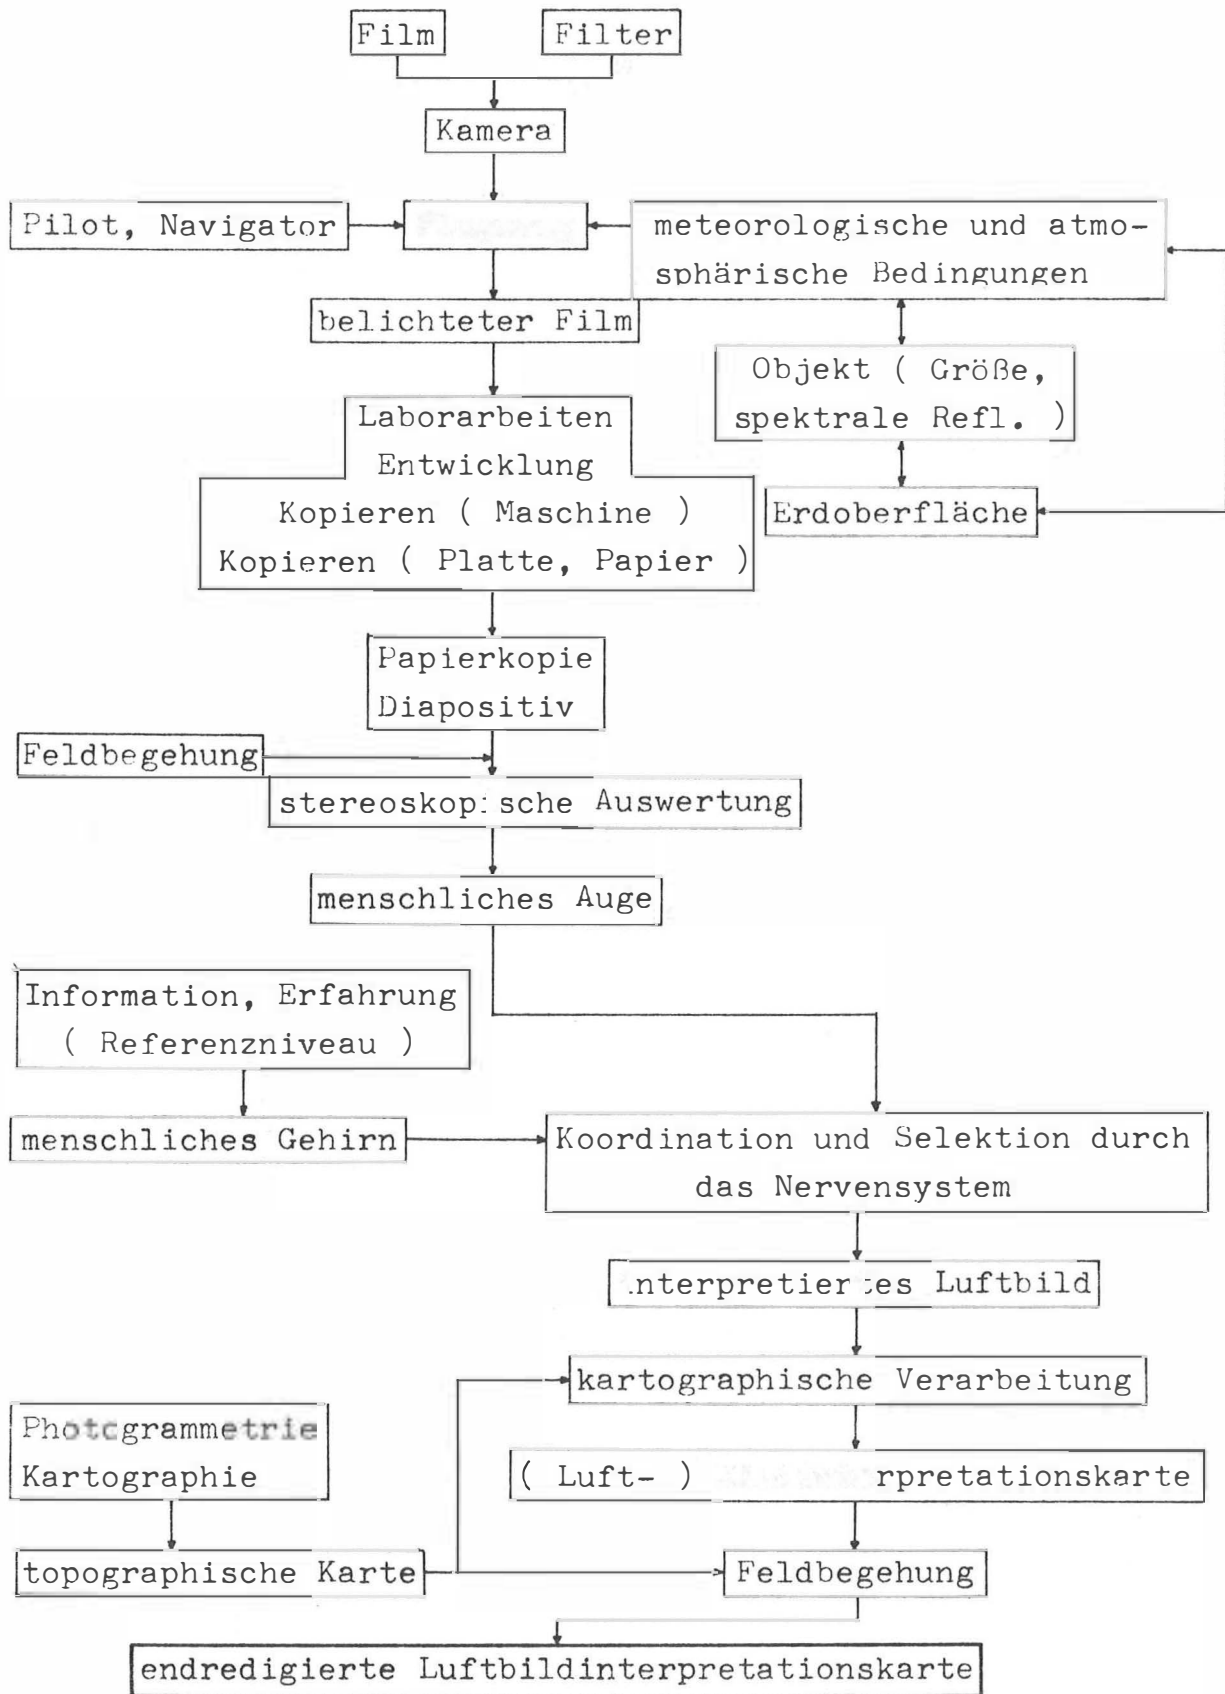 Film
Filter
Kamera
Pilot, Navigator
meteorologische und atmo-
sphärische Bedingungen
belichteter Film
Objekt ( Größe,
spektrale Refl. )
Laborarbeiten
Entwicklung
Kopieren ( Maschine )
Kopieren ( Platte, Papier )
Erdoberfläche
Papierkopie
Diapositiv
Feldbegehung
stereoskopische Auswertung
menschliches Auge
Information, Erfahrung
( Referenzniveau )
menschliches Gehirn
Koordination und Selektion durch
das Nervensystem
interpretiertes Luftbild
kartographische Verarbeitung
Photogrammetrie
Kartographie
( Luft- ) rpretationskarte
topographische Karte
Feldbegehung
endredigierte Luftbildinterpretationskarte